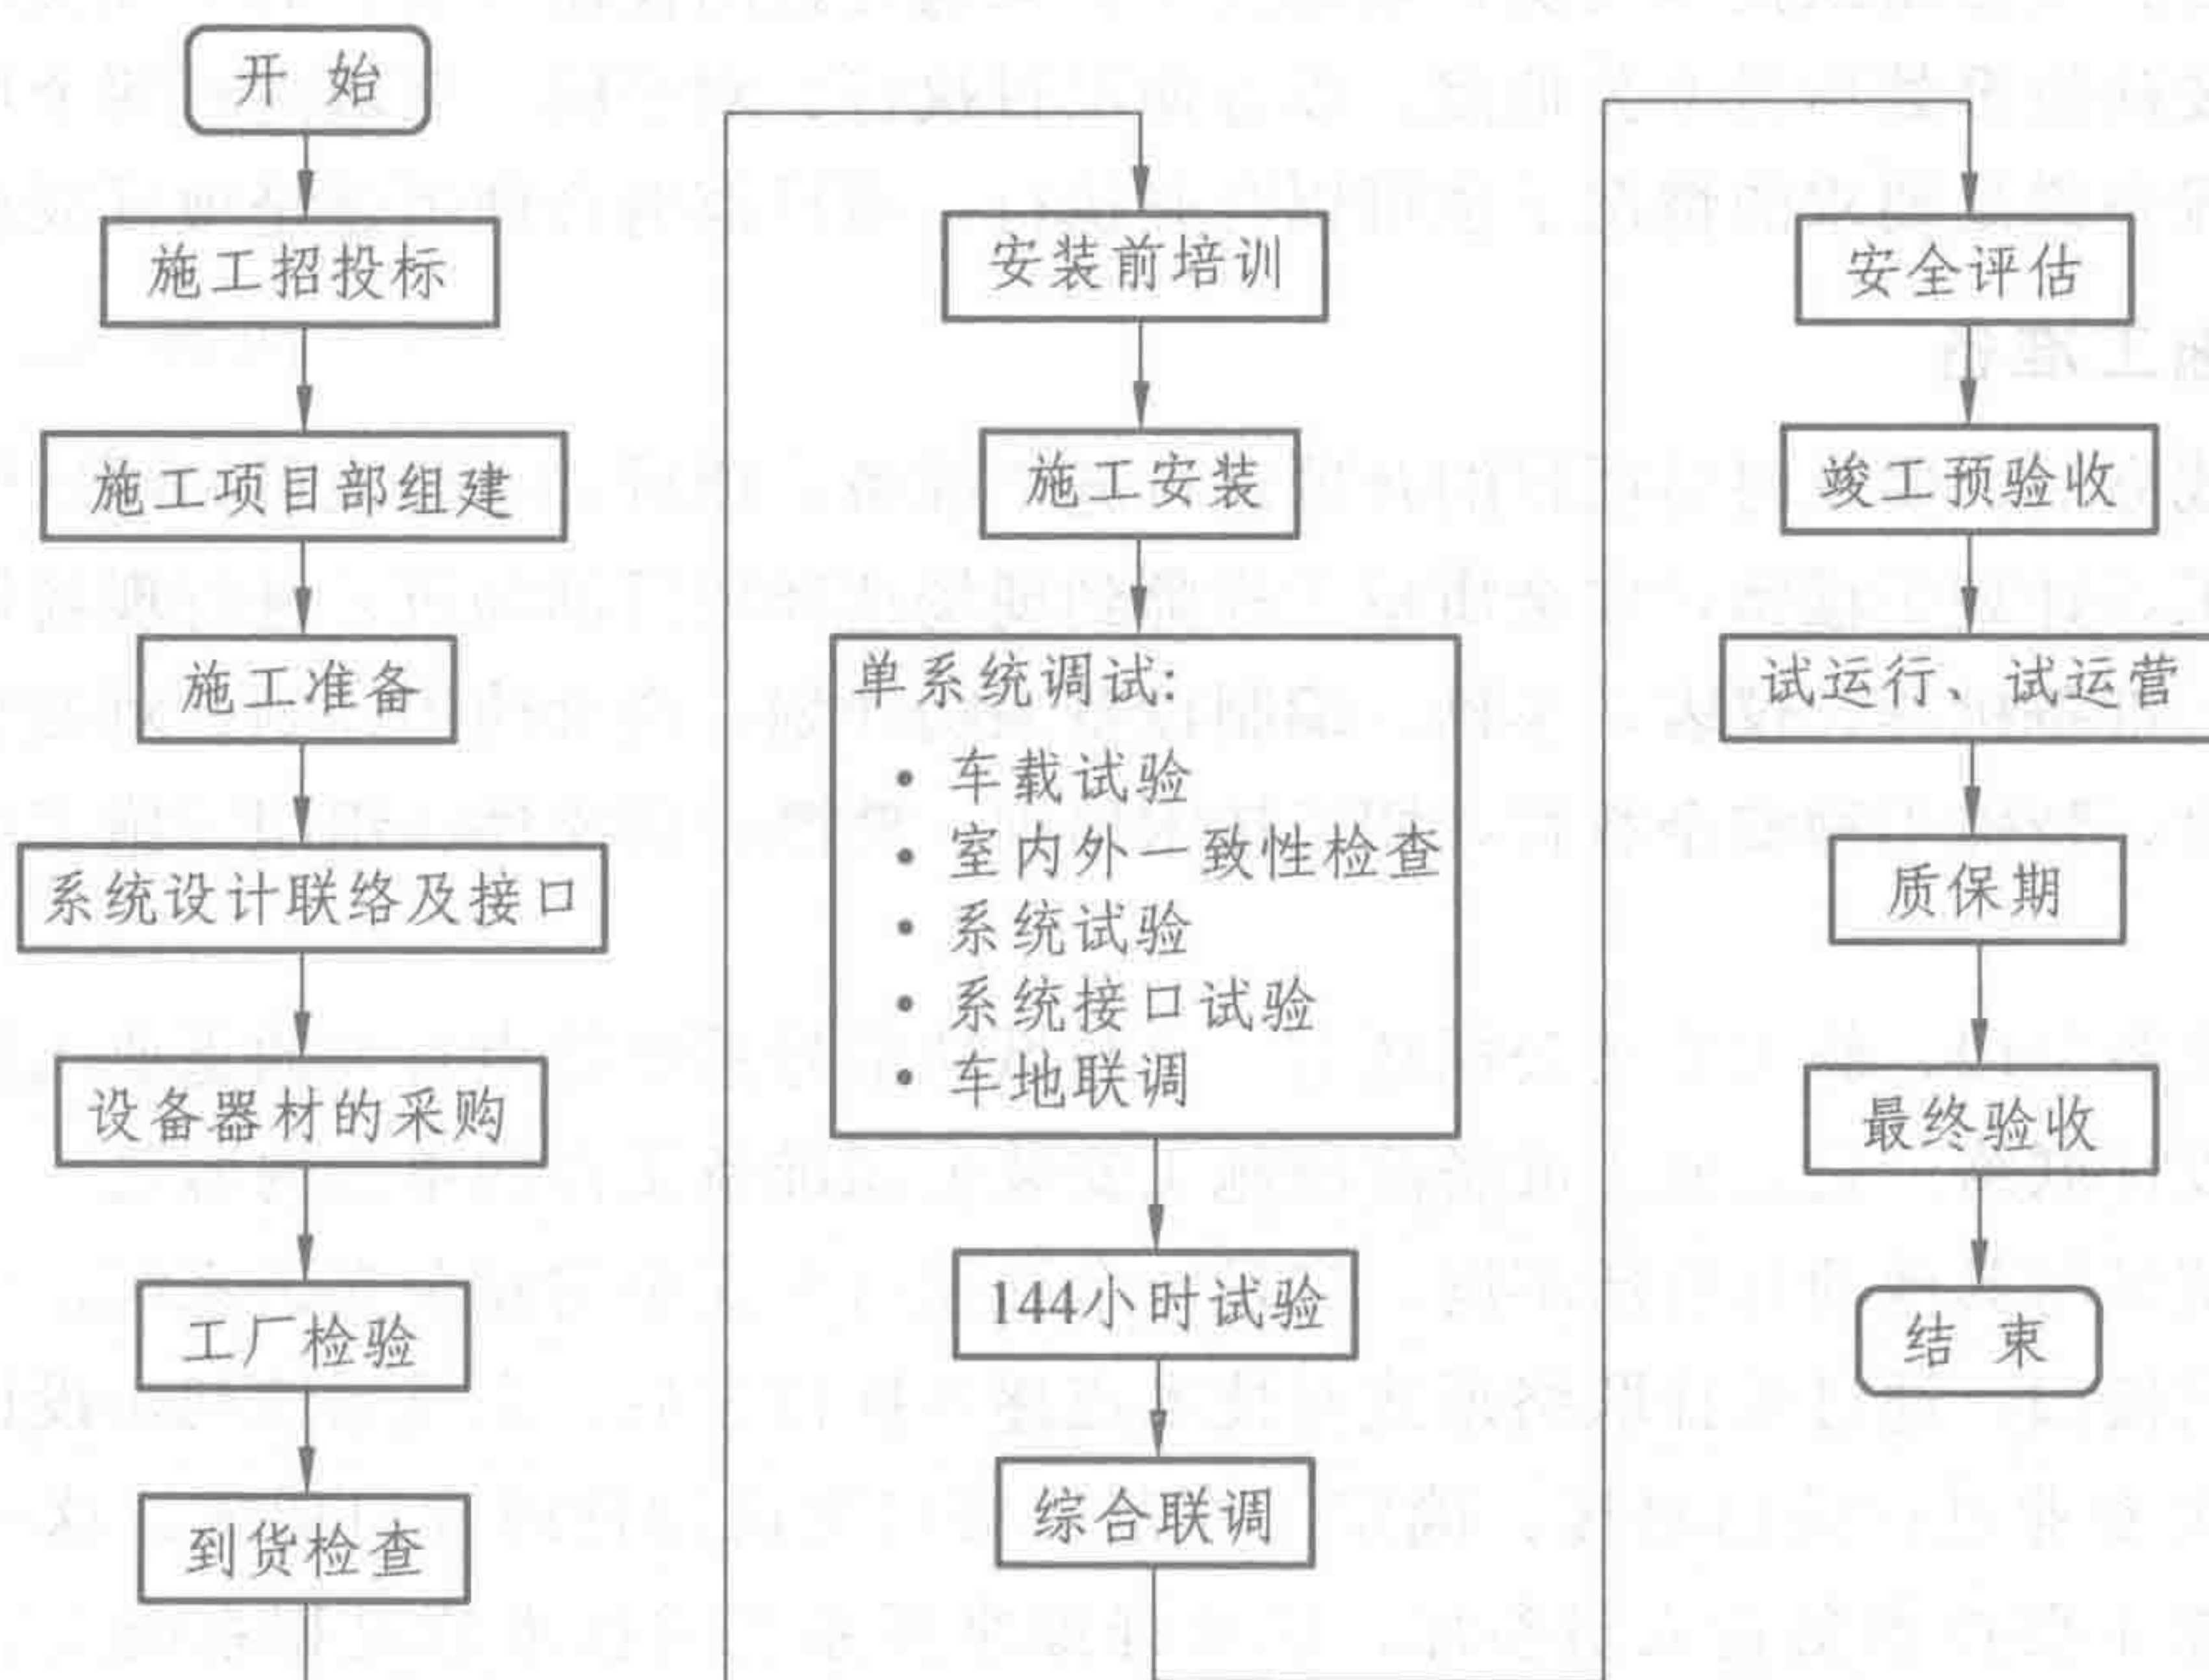 开 始
施工招投标
施工项目部组建
施工准备
系统设计联络及接口
设备器材的采购
工厂检验
到货检查
安装前培训
施工安装
单系统调试:
• 车载试验
• 室内外一致性检查
• 系统试验
• 系统接口试验
• 车地联调
144小时试验
综合联调
安全评估
竣工预验收
试运行、试运营
质保期
最终验收
结 束